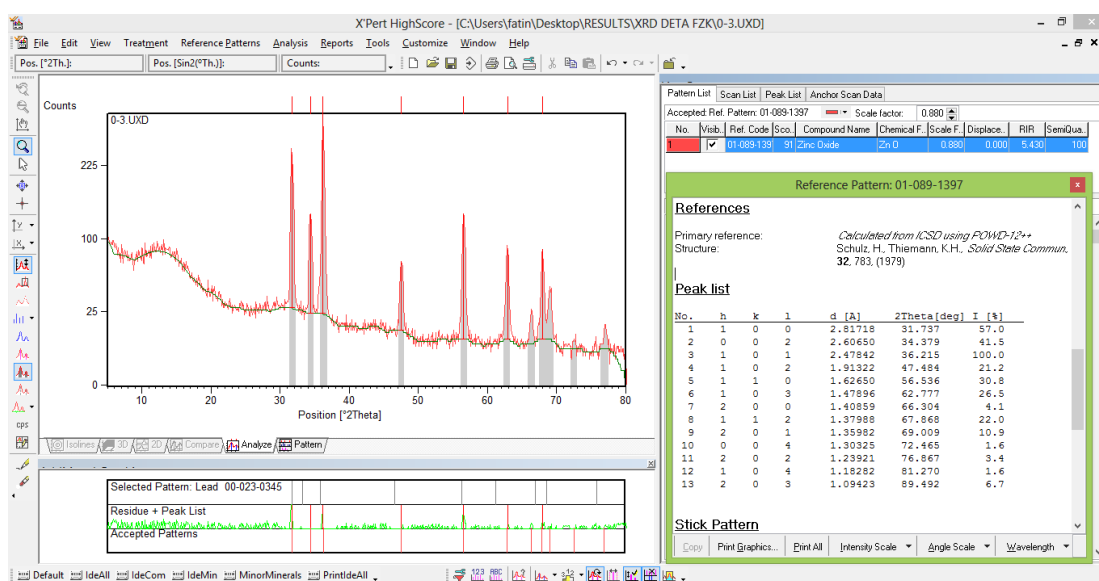 X'Pert HighScore - [C:\Users\fatin\Desktop\RESULTS\XRD DETA FZK\0-3.UXD]
File Edit View Treatment Reference Patterns Analysis Reports Tools Customize Window Help
Pos. [°2Th.]: Pos. [Sin2(°Th.)]: Counts:
Counts
0-3.UXD
225
100
25
0
10 20 30 40 50 60 70 80
Position [°2Theta]
cps
Isolines 3D 2D Compare Analyze Pattern
Selected Pattern: Lead 00-023-0345
Residue + Peak List
Accepted Patterns
Pattern List Scan List Peak List Anchor Scan Data
Accepted: Ref. Pattern: 01-089-1397 Scale factor: 0.880
No. Visib.. Ref. Code Sco.. Compound Name Chemical F.. Scale F.. Displace.. RIR SemiQua..
1 01-089-139 91 Zinc Oxide Zn O 0.880 0.000 5.430 100
Reference Pattern: 01-089-1397
References
Primary reference: Calculated from ICSD using POWD-12++
Structure: Schulz, H., Thiemann, K.H., Solid State Commun.,
32, 783, (1979)
Peak list
No. h k l d [A] 2Theta[deg] I [%]
1 1 0 0 2.81718 31.737 57.0
2 0 0 2 2.60650 34.379 41.5
3 1 0 1 2.47842 36.215 100.0
4 1 0 2 1.91322 47.484 21.2
5 1 1 0 1.62650 56.536 30.8
6 1 0 3 1.47896 62.777 26.5
7 2 0 0 1.40859 66.304 4.1
8 1 1 2 1.37988 67.868 22.0
9 2 0 1 1.35982 69.009 10.9
10 0 0 4 1.30325 72.465 1.6
11 2 0 2 1.23921 76.867 3.4
12 1 0 4 1.18282 81.270 1.6
13 2 0 3 1.09423 89.492 6.7
Stick Pattern
Copy Print Graphics... Print All Intensity Scale Angle Scale Wavelength
Default IdeAll IdeCom IdeMin MinorMinerals PrintIdeAll